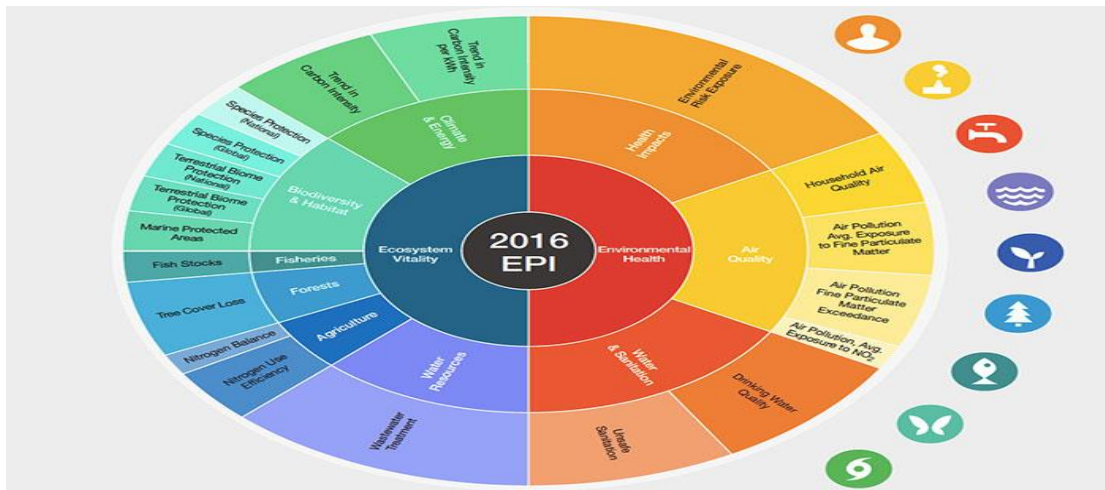 2016
EPI
Environmental
Health
Ecosystem
Vitality
Health
Impacts
Air
Quality
Water
& Sanitation
Water
Resources
Agriculture
Forests
Fisheries
Biodiversity
& Habitat
Climate
& Energy
Environmental
Risk Exposure
Household Air
Quality
Air Pollution
Avg. Exposure
to Fine Particulate
Matter
Air Pollution
Fine Particulate
Matter
Exceedance
Air Pollution, Avg.
Exposure to NO₂
Drinking Water
Quality
Unsafe
Sanitation
Wastewater
Treatment
Nitrogen Use
Efficiency
Nitrogen Balance
Tree Cover Loss
Fish Stocks
Marine Protected
Areas
Terrestrial Biome
Protection
(Global)
Terrestrial Biome
Protection
(National)
Species Protection
(Global)
Species Protection
(National)
Trend in
Carbon Intensity
Trend in
Carbon Intensity
per kWh